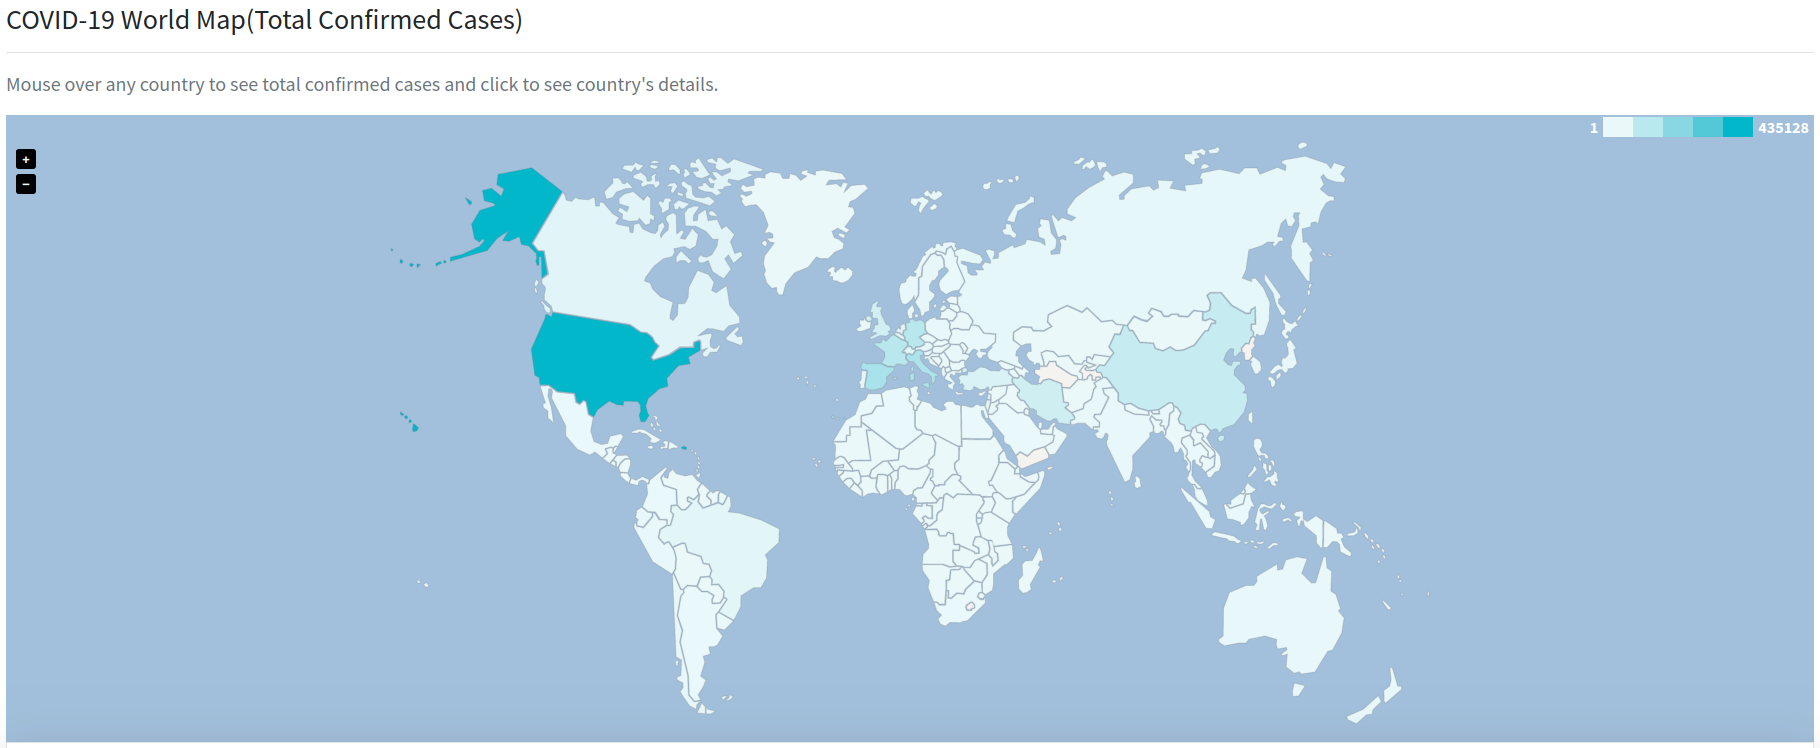 COVID-19 World Map(Total Confirmed Cases)
Mouse over any country to see total confirmed cases and click to see country's details.
1 435128
+
−